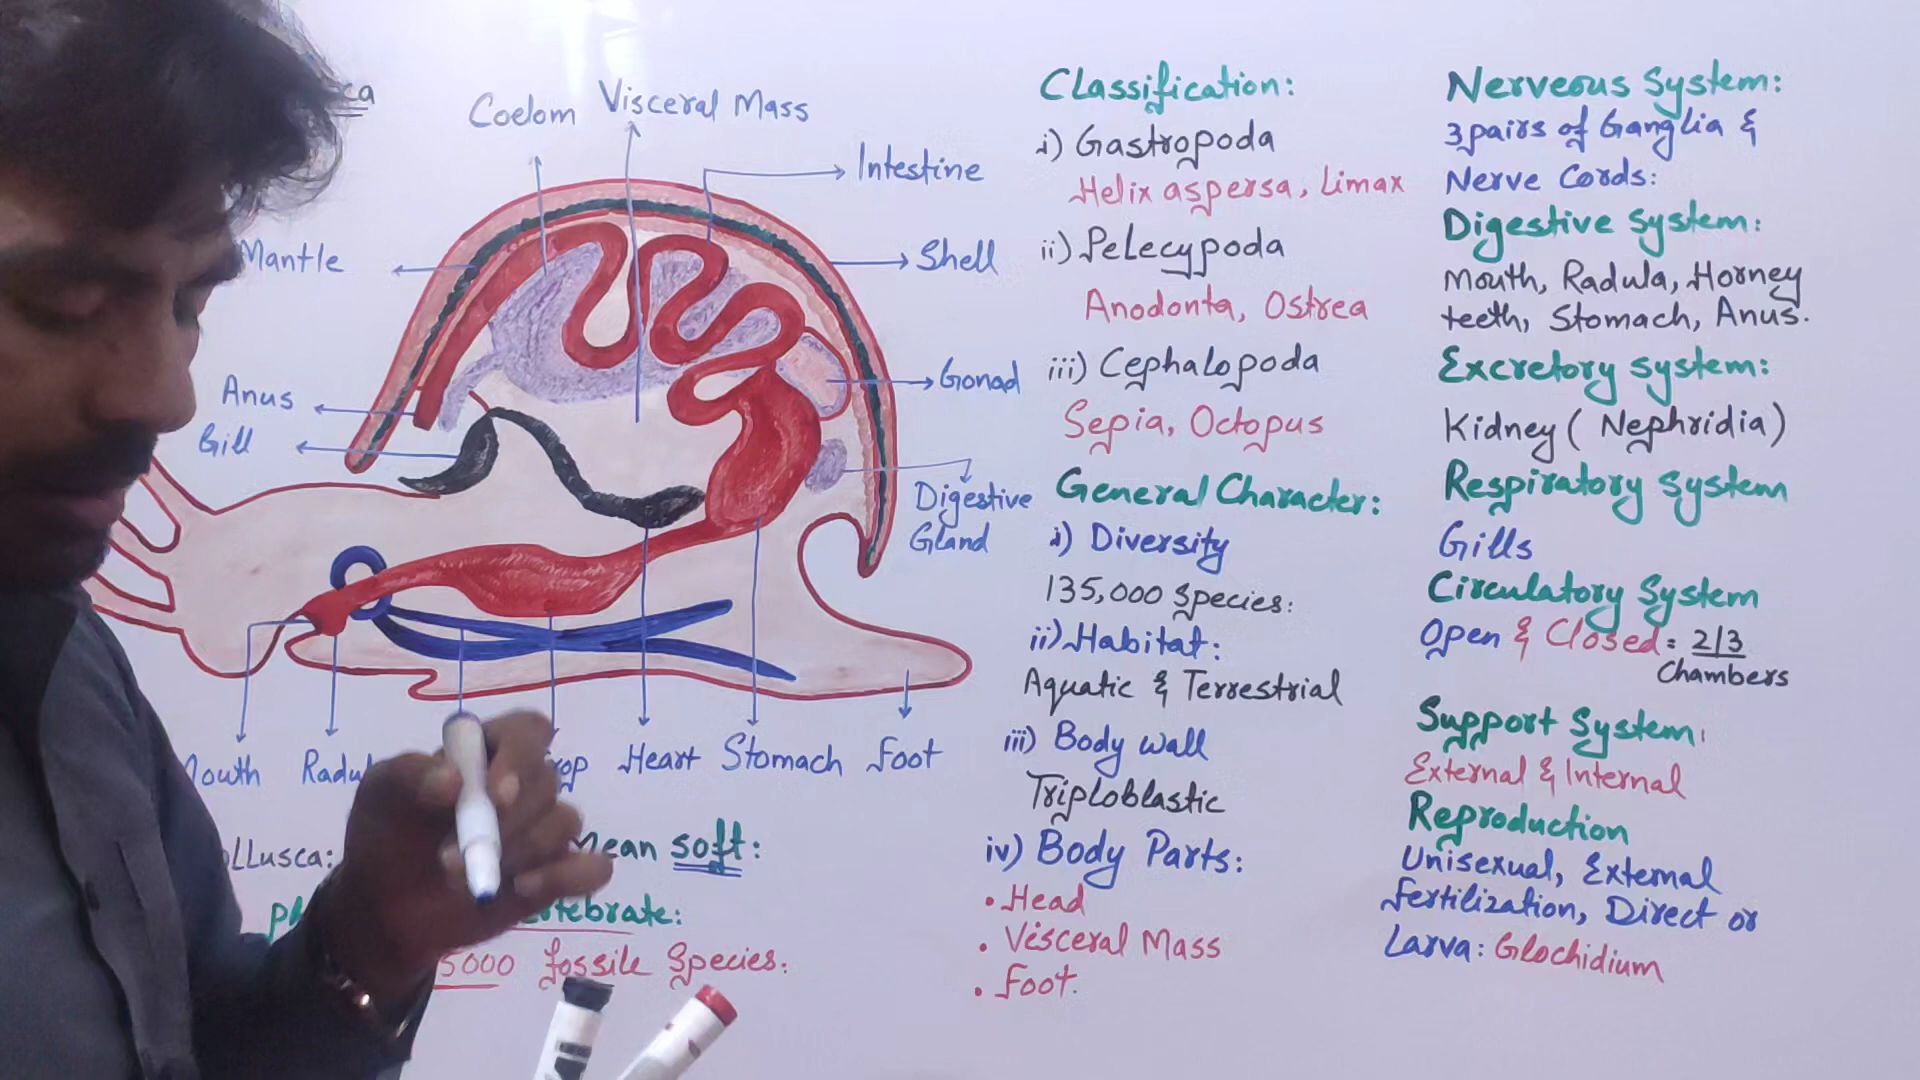 Coelom Visceral Mass
Intestine
Mantle
Shell
Anus
Gonad
Gill
Digestive
Gland
Heart Stomach Foot
mean soft:
5000 fossile species:
Classification:
i) Gastropoda
Helix aspersa, Limax
ii) Pelecypoda
Anodonta, Ostrea
iii) Cephalopoda
Sepia, Octopus
General Character:
i) Diversity
135,000 species:
ii) Habitat:
Aquatic & Terrestrial
iii) Body wall
Triploblastic
iv) Body Parts:
• Head
• Visceral Mass
• Foot.
Nerveous System:
3 pairs of Ganglia &
Nerve Cords:
Digestive System:
Mouth, Radula, Horney
teeth, Stomach, Anus.
Excretory system:
Kidney ( Nephridia)
Respiratory System
Gills
Circulatory System
Open & Closed: 2/3
Chambers
Support System:
External & Internal
Reproduction
Unisexual, External
fertilization, Direct or
Larva: Glochidium